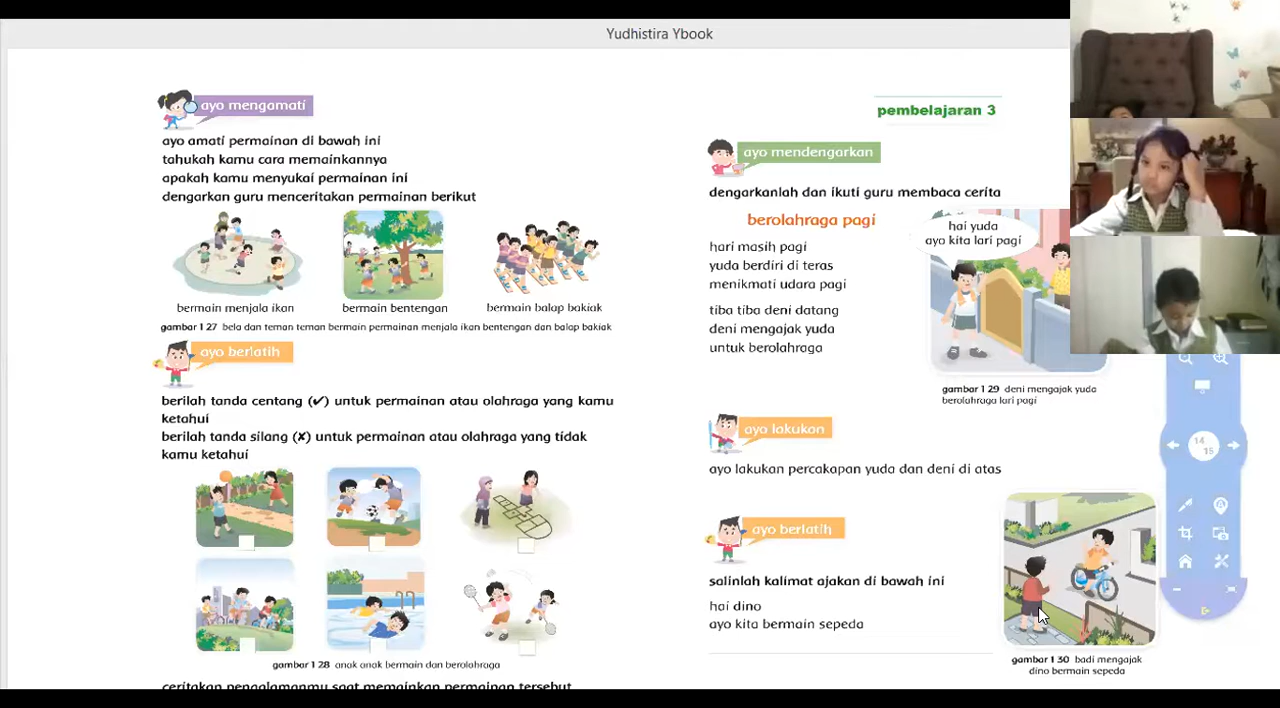 Yudhistira Ybook
ayo mengamati
ayo amati permainan di bawah ini
tahukah kamu cara memainkannya
apakah kamu menyukai permainan ini
dengarkan guru menceritakan permainan berikut
bermain menjala ikan
bermain bentengan
bermain balap bakiak
gambar 1 27 bela dan teman teman bermain permainan menjala ikan bentengan dan balap bakiak
ayo berlatih
berilah tanda centang (✔) untuk permainan atau olahraga yang kamu
ketahui
berilah tanda silang (✘) untuk permainan atau olahraga yang tidak
kamu ketahui
gambar 1 28 anak anak bermain dan berolahraga
ceritakan pengalamanmu saat memainkan permainan tersebut
pembelajaran 3
ayo mendengarkan
dengarkanlah dan ikuti guru membaca cerita
berolahraga pagi
hari masih pagi
yuda berdiri di teras
menikmati udara pagi
tiba tiba deni datang
deni mengajak yuda
untuk berolahraga
hai yuda
ayo kita lari pagi
gambar 1 29 deni mengajak yuda
berolahraga lari pagi
ayo lakukan
ayo lakukan percakapan yuda dan deni di atas
ayo berlatih
salinlah kalimat ajakan di bawah ini
hai dino
ayo kita bermain sepeda
gambar 1 30 badi mengajak
dino bermain sepeda
14
15